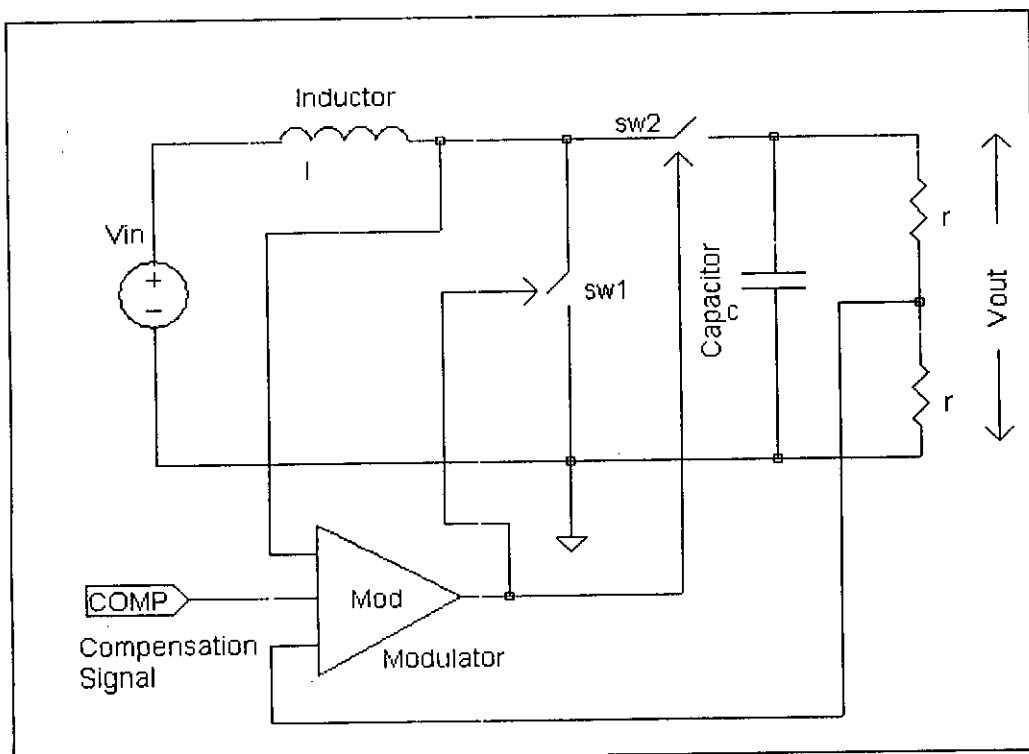 Inductor
l
sw2
Vin
+
−
sw1
Capacitor
C
r
r
Vout
COMP
Mod
Compensation
Signal
Modulator